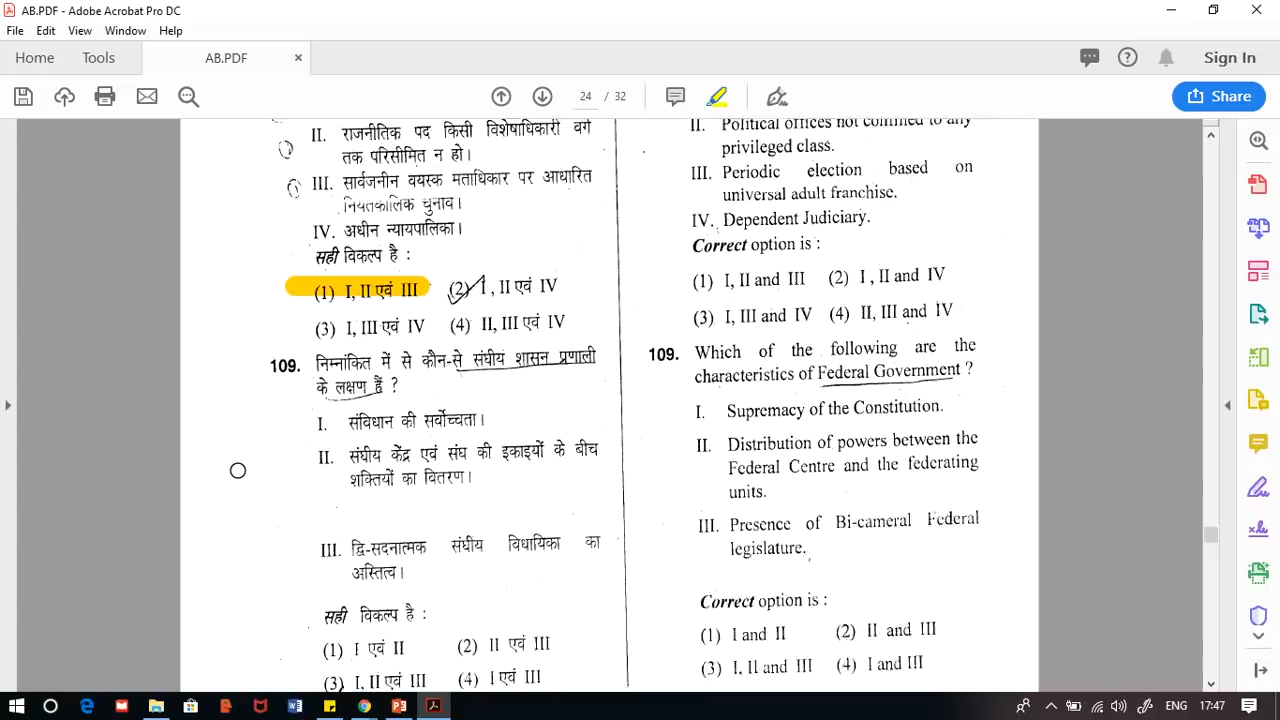 AB.PDF - Adobe Acrobat Pro DC
File Edit View Window Help
Home Tools AB.PDF × Sign In
24 / 32 Share
II. राजनीतिक पद किसी विशेषाधिकारी वर्ग
तक परिसीमित न हो।
III. सार्वजनीन वयस्क मताधिकार पर आधारित
नियतकालिक चुनाव।
IV. अधीन न्यायपालिका।
सही विकल्प है :
(1) I, II एवं III (2) I, II एवं IV
(3) I, III एवं IV (4) II, III एवं IV
109. निम्नांकित में से कौन-से संघीय शासन प्रणाली
के लक्षण हैं ?
I. संविधान की सर्वोच्चता।
II. संघीय केंद्र एवं संघ की इकाइयों के बीच
शक्तियों का वितरण।
III. द्वि-सदनात्मक संघीय विधायिका का
अस्तित्व।
सही विकल्प है :
(1) I एवं II (2) II एवं III
(3) I, II एवं III (4) I एवं III
II. Political offices not confined to any
privileged class.
III. Periodic election based on
universal adult franchise.
IV. Dependent Judiciary.
Correct option is :
(1) I, II and III (2) I , II and IV
(3) I, III and IV (4) II, III and IV
109. Which of the following are the
characteristics of Federal Government ?
I. Supremacy of the Constitution.
II. Distribution of powers between the
Federal Centre and the federating
units.
III. Presence of Bi-cameral Federal
legislature.
Correct option is :
(1) I and II (2) II and III
(3) I, II and III (4) I and III
ENG 17:47